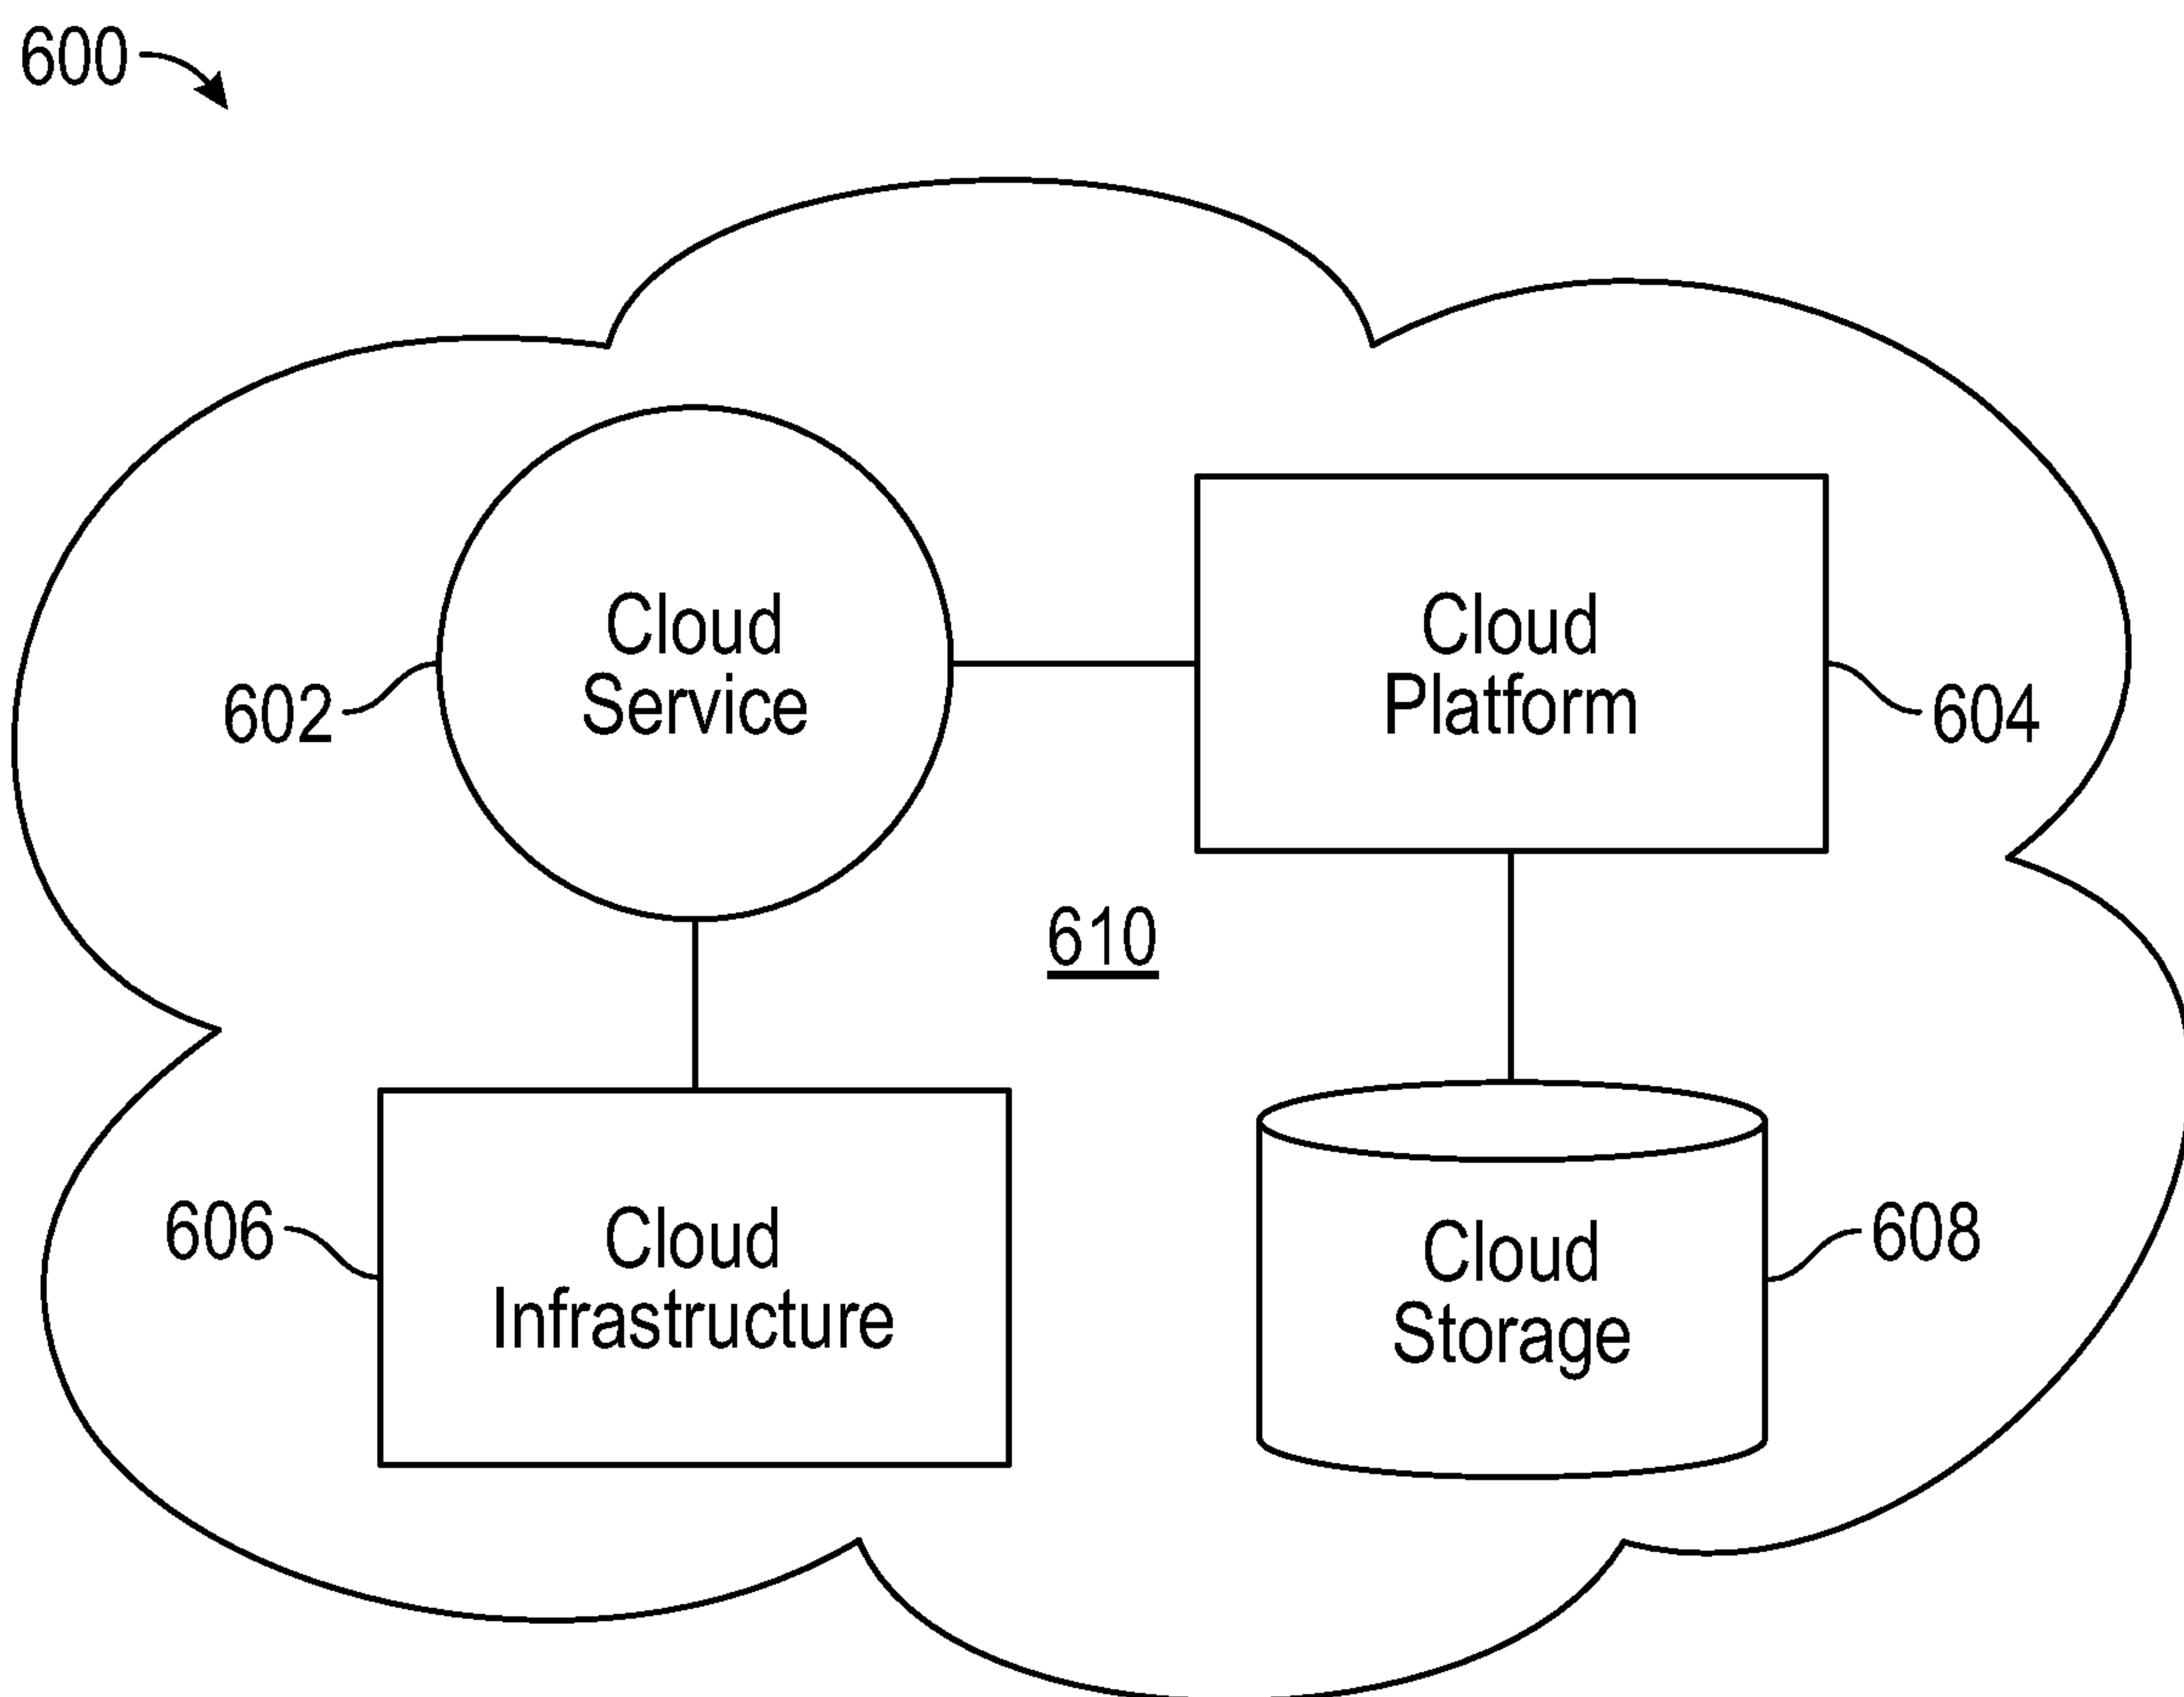 600
Cloud
Service
602
Cloud
Platform
604
610
606
Cloud
Infrastructure
Cloud
Storage
608